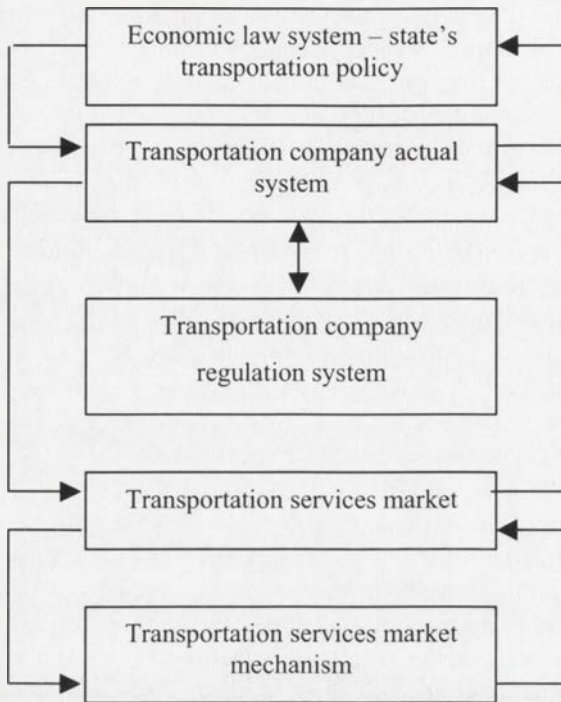 Economic law system – state’s
transportation policy
Transportation company actual
system
Transportation company
regulation system
Transportation services market
Transportation services market
mechanism